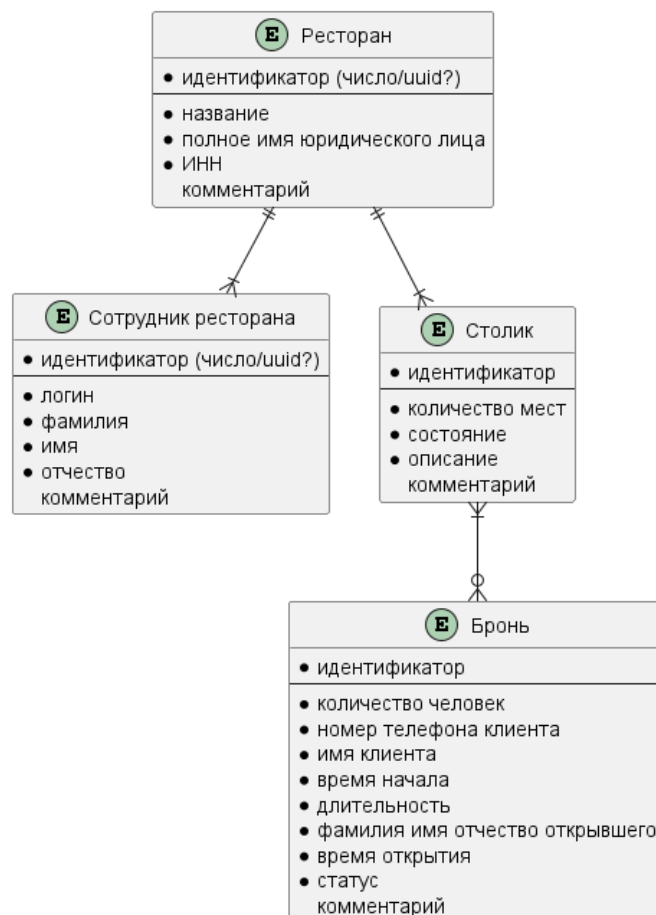 E Ресторан
идентификатор (число/uuid?)
название
полное имя юридического лица
ИНН
комментарий
E Сотрудник ресторана
идентификатор (число/uuid?)
логин
фамилия
имя
отчество
комментарий
E Столик
идентификатор
количество мест
состояние
описание
комментарий
E Бронь
идентификатор
количество человек
номер телефона клиента
имя клиента
время начала
длительность
фамилия имя отчество открывшего
время открытия
статус
комментарий